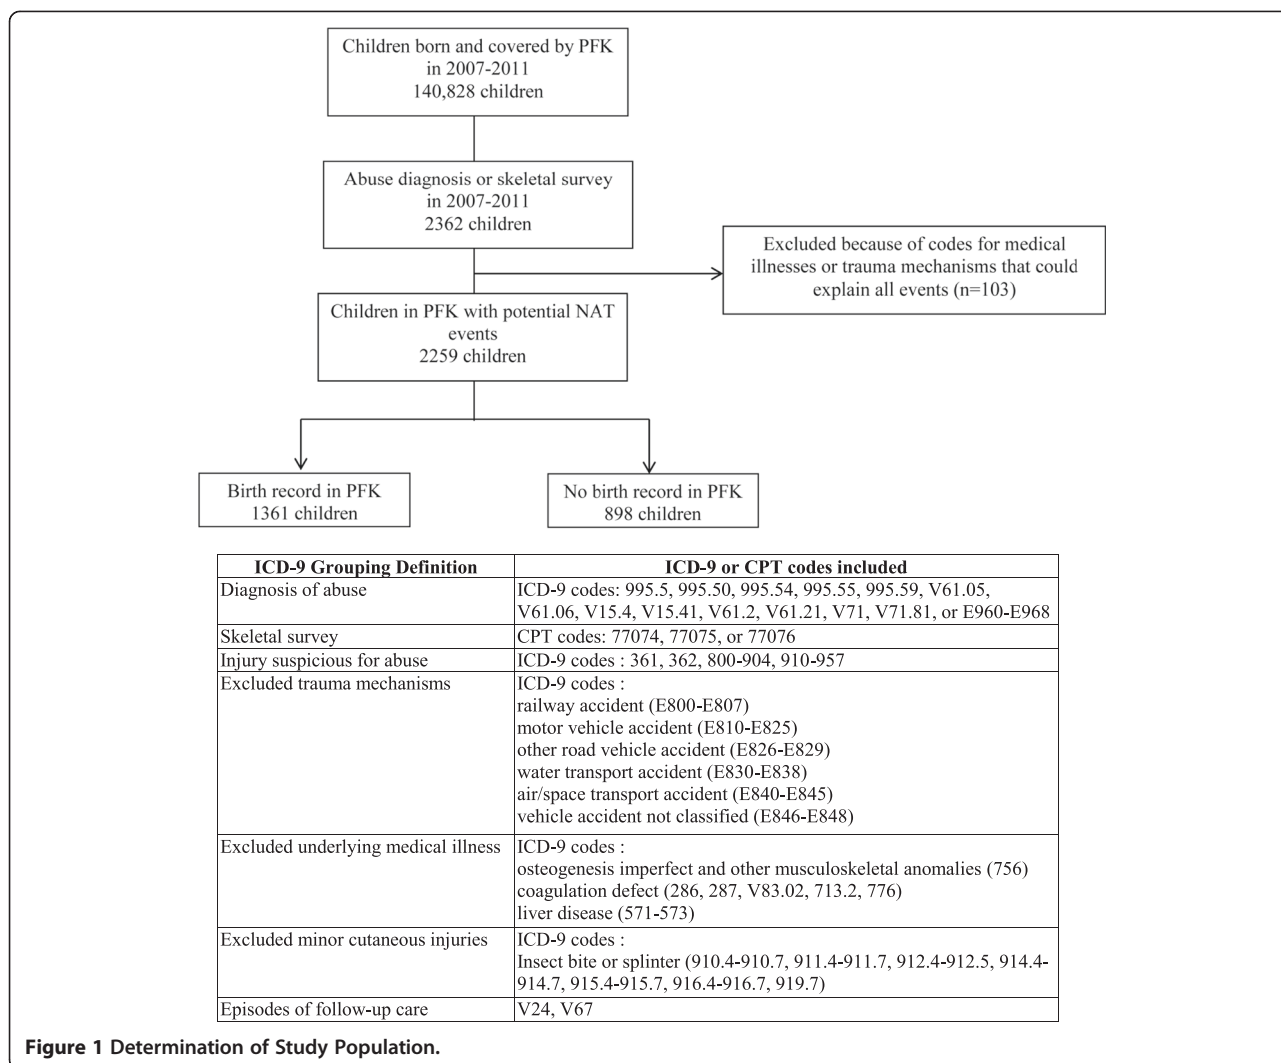 Children born and covered by PFK
in 2007-2011
140,828 children
Abuse diagnosis or skeletal survey
in 2007-2011
2362 children
Excluded because of codes for medical
illnesses or trauma mechanisms that could
explain all events (n=103)
Children in PFK with potential NAT
events
2259 children
Birth record in PFK
1361 children
No birth record in PFK
898 children
ICD-9 Grouping Definition
ICD-9 or CPT codes included
Diagnosis of abuse
ICD-9 codes: 995.5, 995.50, 995.54, 995.55, 995.59, V61.05,
V61.06, V15.4, V15.41, V61.2, V61.21, V71, V71.81, or E960-E968
Skeletal survey
CPT codes: 77074, 77075, or 77076
Injury suspicious for abuse
ICD-9 codes : 361, 362, 800-904, 910-957
Excluded trauma mechanisms
ICD-9 codes :
railway accident (E800-E807)
motor vehicle accident (E810-E825)
other road vehicle accident (E826-E829)
water transport accident (E830-E838)
air/space transport accident (E840-E845)
vehicle accident not classified (E846-E848)
Excluded underlying medical illness
ICD-9 codes :
osteogenesis imperfect and other musculoskeletal anomalies (756)
coagulation defect (286, 287, V83.02, 713.2, 776)
liver disease (571-573)
Excluded minor cutaneous injuries
ICD-9 codes :
Insect bite or splinter (910.4-910.7, 911.4-911.7, 912.4-912.5, 914.4-
914.7, 915.4-915.7, 916.4-916.7, 919.7)
Episodes of follow-up care
V24, V67
Figure 1 Determination of Study Population.